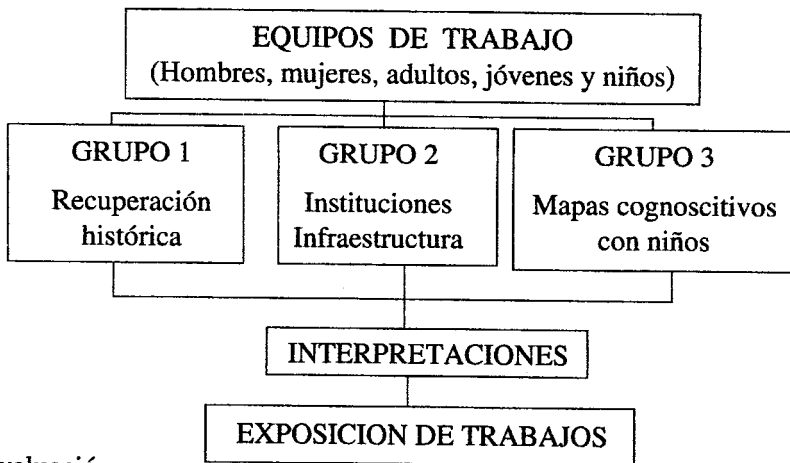 EQUIPOS DE TRABAJO
(Hombres, mujeres, adultos, jóvenes y niños)
GRUPO 1
Recuperación
histórica
GRUPO 2
Instituciones
Infraestructura
GRUPO 3
Mapas cognoscitivos
con niños
INTERPRETACIONES
EXPOSICION DE TRABAJOS